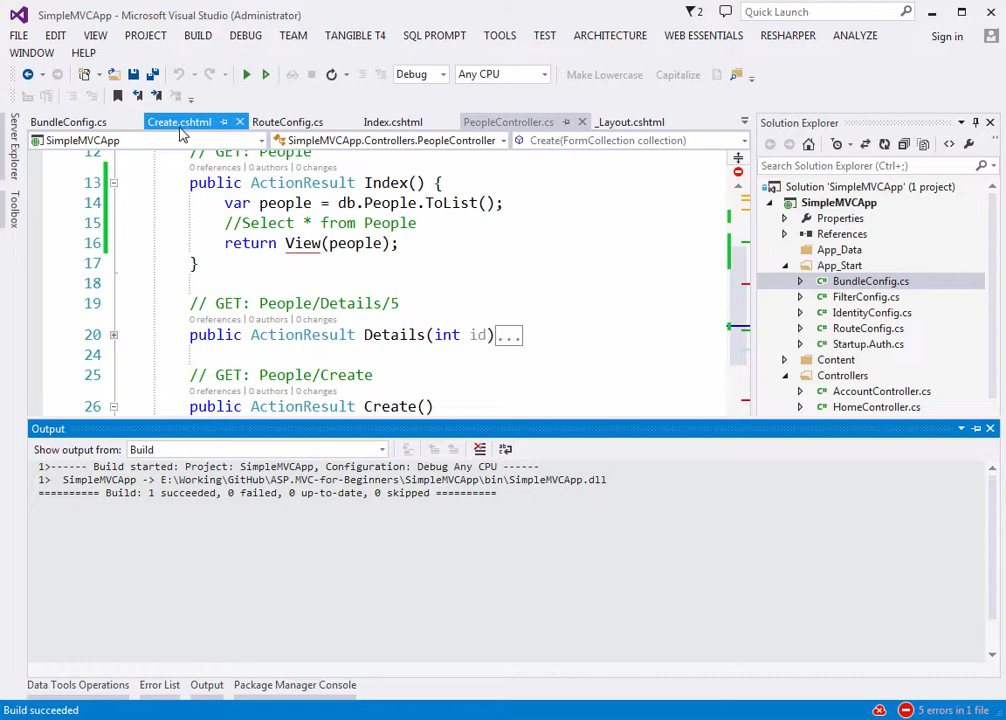 SimpleMVCApp - Microsoft Visual Studio (Administrator)
2
Quick Launch
FILE EDIT VIEW PROJECT BUILD DEBUG TEAM TANGIBLE T4 SQL PROMPT TOOLS TEST ARCHITECTURE WEB ESSENTIALS RESHARPER ANALYZE Sign in
WINDOW HELP
Debug Any CPU Make Lowercase Capitalize
Server Explorer
Toolbox
BundleConfig.cs Create.cshtml RouteConfig.cs Index.cshtml PeopleController.cs _Layout.cshtml
SimpleMVCApp SimpleMVCApp.Controllers.PeopleController Create(FormCollection collection)
12 // GET: People
0 references | 0 authors | 0 changes
13 public ActionResult Index() {
14 var people = db.People.ToList();
15 //Select * from People
16 return View(people);
17 }
18
19 // GET: People/Details/5
0 references | 0 authors | 0 changes
20 public ActionResult Details(int id)...
24
25 // GET: People/Create
0 references | 0 authors | 0 changes
26 public ActionResult Create()
Solution Explorer
Search Solution Explorer (Ctrl+;)
Solution 'SimpleMVCApp' (1 project)
SimpleMVCApp
Properties
References
App_Data
App_Start
BundleConfig.cs
FilterConfig.cs
IdentityConfig.cs
RouteConfig.cs
Startup.Auth.cs
Content
Controllers
AccountController.cs
HomeController.cs
Output
Show output from: Build
1>------ Build started: Project: SimpleMVCApp, Configuration: Debug Any CPU ------
1> SimpleMVCApp -> E:\Working\GitHub\ASP.MVC-for-Beginners\SimpleMVCApp\bin\SimpleMVCApp.dll
========== Build: 1 succeeded, 0 failed, 0 up-to-date, 0 skipped ==========
Data Tools Operations Error List Output Package Manager Console
Build succeeded
5 errors in 1 file